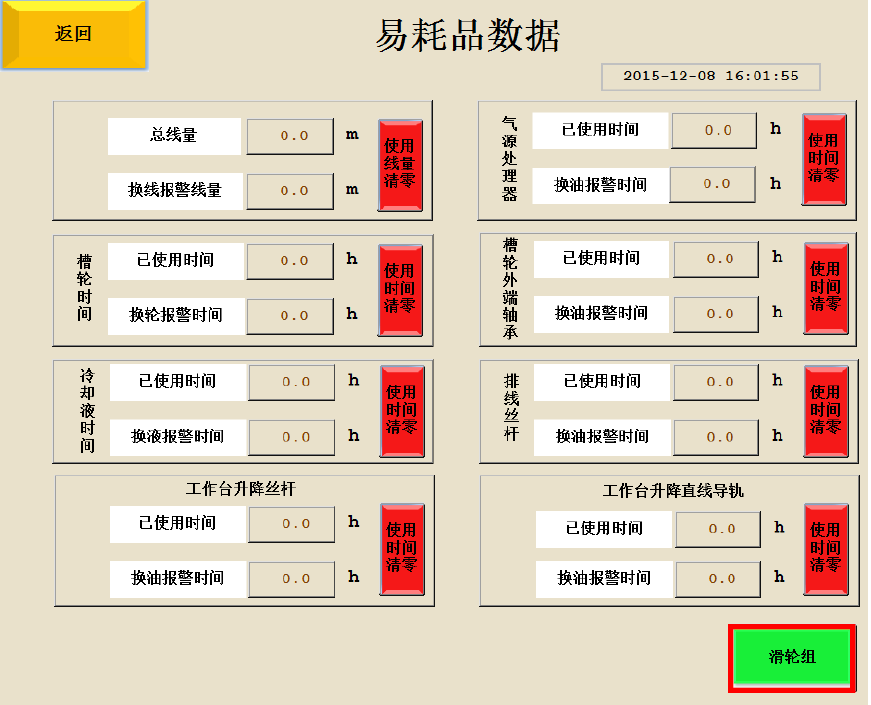 返回
易耗品数据
2015-12-08 16:01:55
总线量 0.0 m
换线报警线量 0.0 m
使用
线量
清零
气源处理器
已使用时间 0.0 h
换油报警时间 0.0 h
使用
时间
清零
槽轮时间
已使用时间 0.0 h
换轮报警时间 0.0 h
使用
时间
清零
槽轮外端轴承
已使用时间 0.0 h
换油报警时间 0.0 h
使用
时间
清零
冷却液时间
已使用时间 0.0 h
换液报警时间 0.0 h
使用
时间
清零
排线丝杆
已使用时间 0.0 h
换油报警时间 0.0 h
使用
时间
清零
工作台升降丝杆
已使用时间 0.0 h
换油报警时间 0.0 h
使用
时间
清零
工作台升降直线导轨
已使用时间 0.0 h
换油报警时间 0.0 h
使用
时间
清零
滑轮组